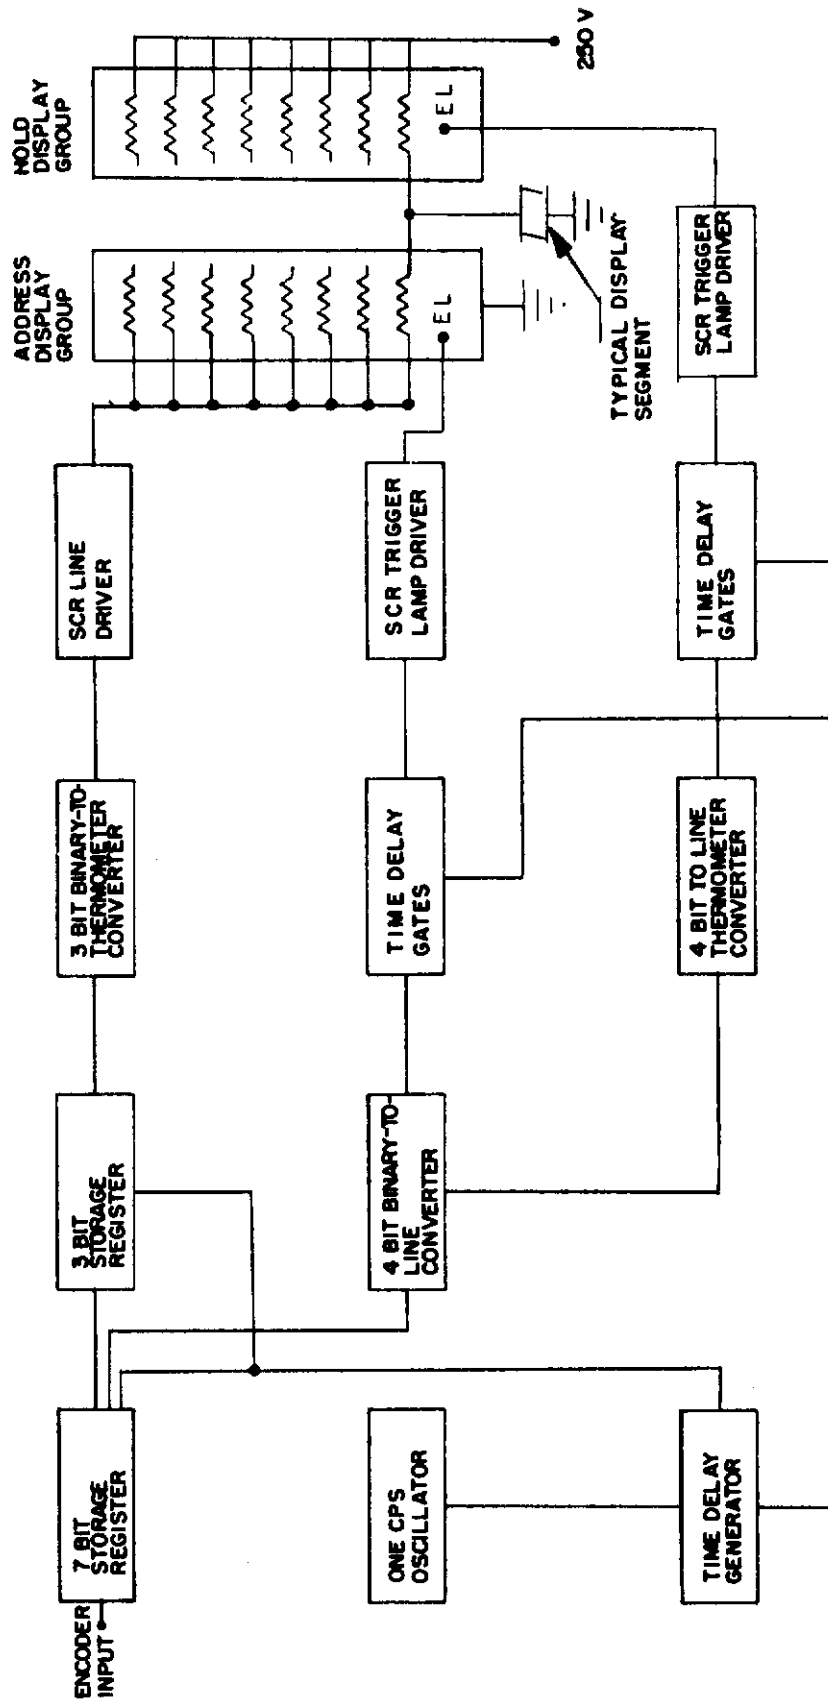 ENCODER
INPUT
7 BIT
STORAGE
REGISTER
3 BIT
STORAGE
REGISTER
3 BIT BINARY-TO-
THERMOMETER
CONVERTER
SCR LINE
DRIVER
ADDRESS
DISPLAY
GROUP
HOLD
DISPLAY
GROUP
EL
EL
250V
ONE CPS
OSCILLATOR
4 BIT BINARY-TO-
LINE
CONVERTER
TIME DELAY
GATES
SCR TRIGGER
LAMP DRIVER
TYPICAL DISPLAY
SEGMENT
TIME DELAY
GENERATOR
4 BIT TO LINE
THERMOMETER
CONVERTER
TIME DELAY
GATES
SCR TRIGGER
LAMP DRIVER